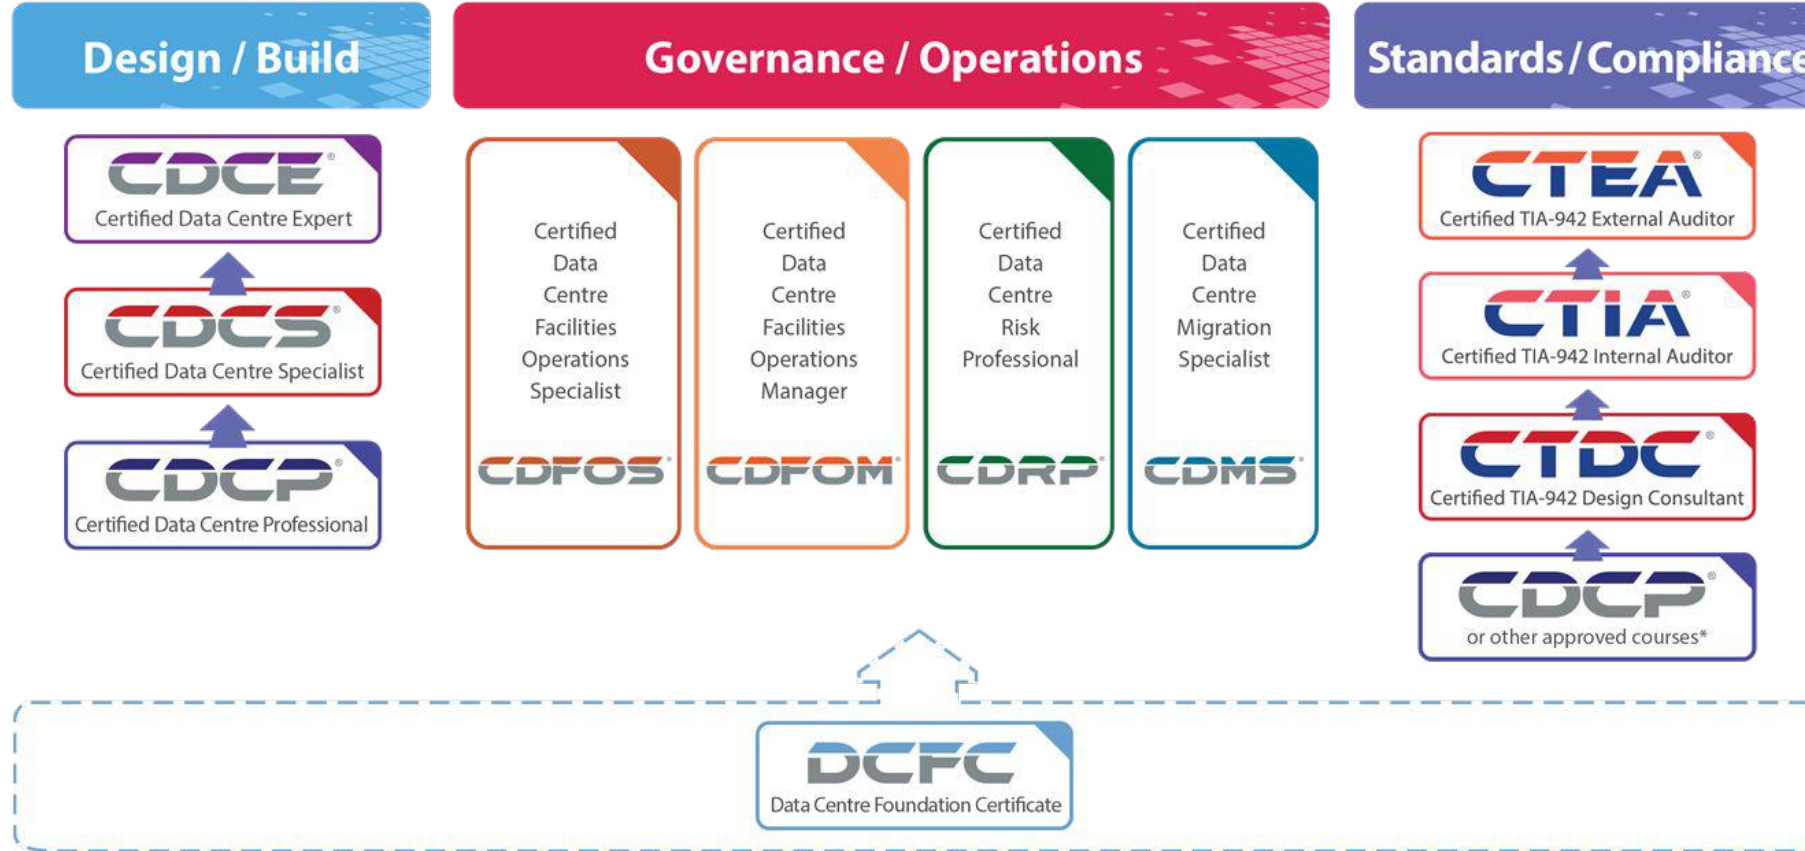 Design / Build
CDCE®
Certified Data Centre Expert
CDCS®
Certified Data Centre Specialist
CDCP®
Certified Data Centre Professional
Governance / Operations
Certified
Data
Centre
Facilities
Operations
Specialist
CDFOS®
Certified
Data
Centre
Facilities
Operations
Manager
CDFOM®
Certified
Data
Centre
Risk
Professional
CDRP®
Certified
Data
Centre
Migration
Specialist
CDMS®
Standards / Compliance
CTEA®
Certified TIA-942 External Auditor
CTIA®
Certified TIA-942 Internal Auditor
CTDC®
Certified TIA-942 Design Consultant
CDCP®
or other approved courses*
DCFC
Data Centre Foundation Certificate